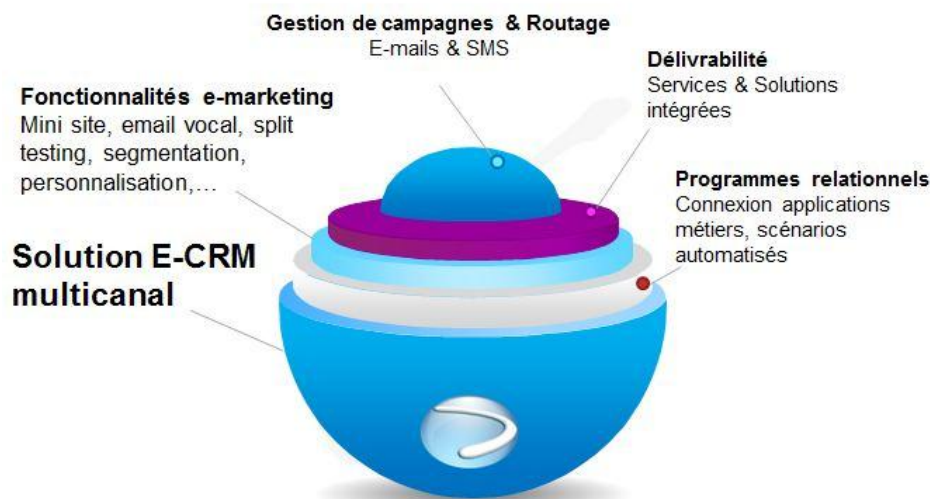 Gestion de campagnes & Routage
E-mails & SMS
Délivrabilité
Services & Solutions
intégrées
Fonctionnalités e-marketing
Mini site, email vocal, split
testing, segmentation,
personnalisation,...
Programmes relationnels
Connexion applications
métiers, scénarios
automatisés
Solution E-CRM
multicanal